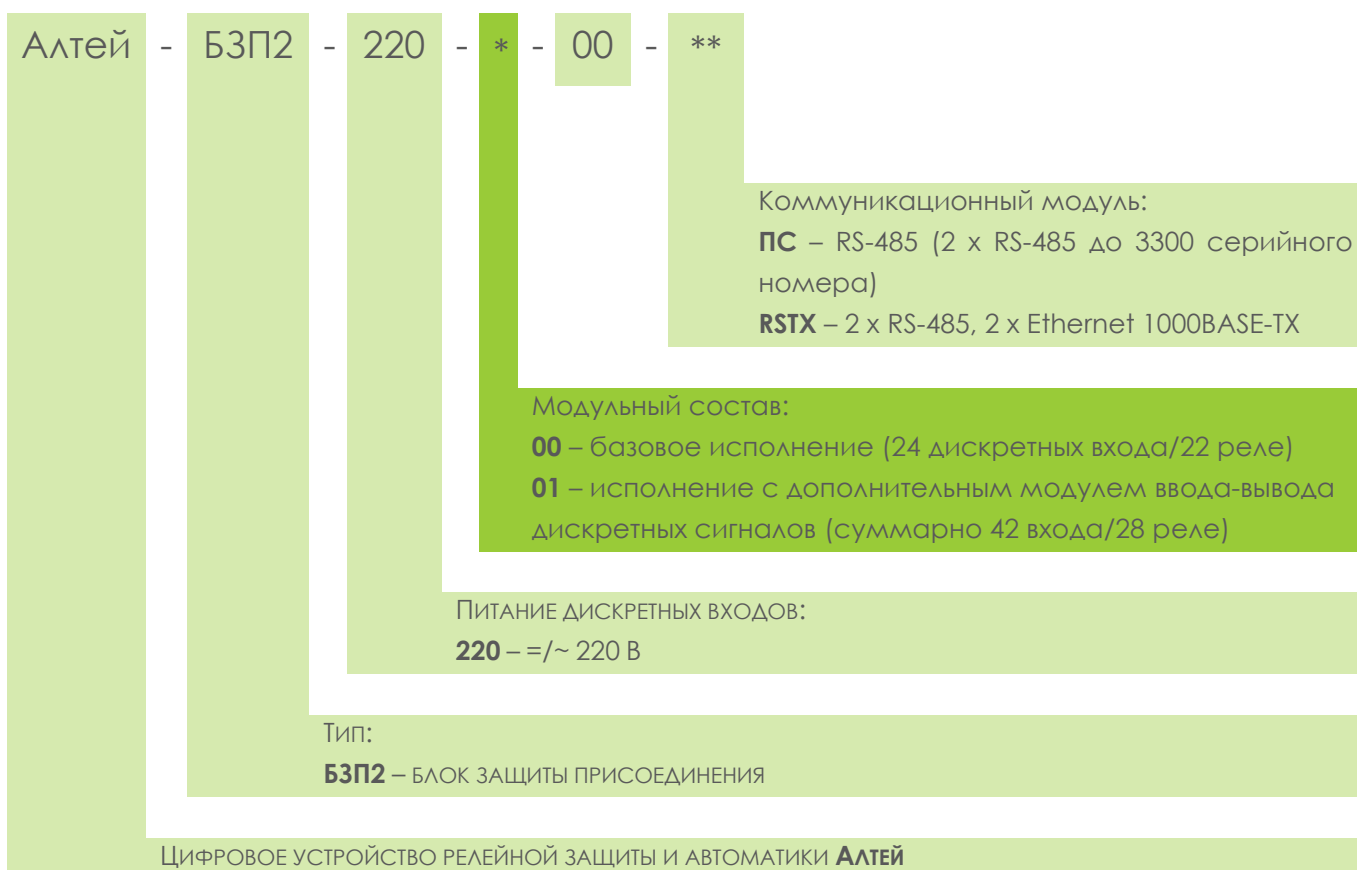 Алтей - БЗП2 - 220 - * - 00 - **
Коммуникационный модуль:
ПС – RS-485 (2 x RS-485 до 3300 серийного
номера)
RSTX – 2 x RS-485, 2 x Ethernet 1000BASE-TX
Модульный состав:
00 – базовое исполнение (24 дискретных входа/22 реле)
01 – исполнение с дополнительным модулем ввода-вывода
дискретных сигналов (суммарно 42 входа/28 реле)
Питание дискретных входов:
220 – =/~ 220 В
Тип:
БЗП2 – блок защиты присоединения
Цифровое устройство релейной защиты и автоматики Алтей